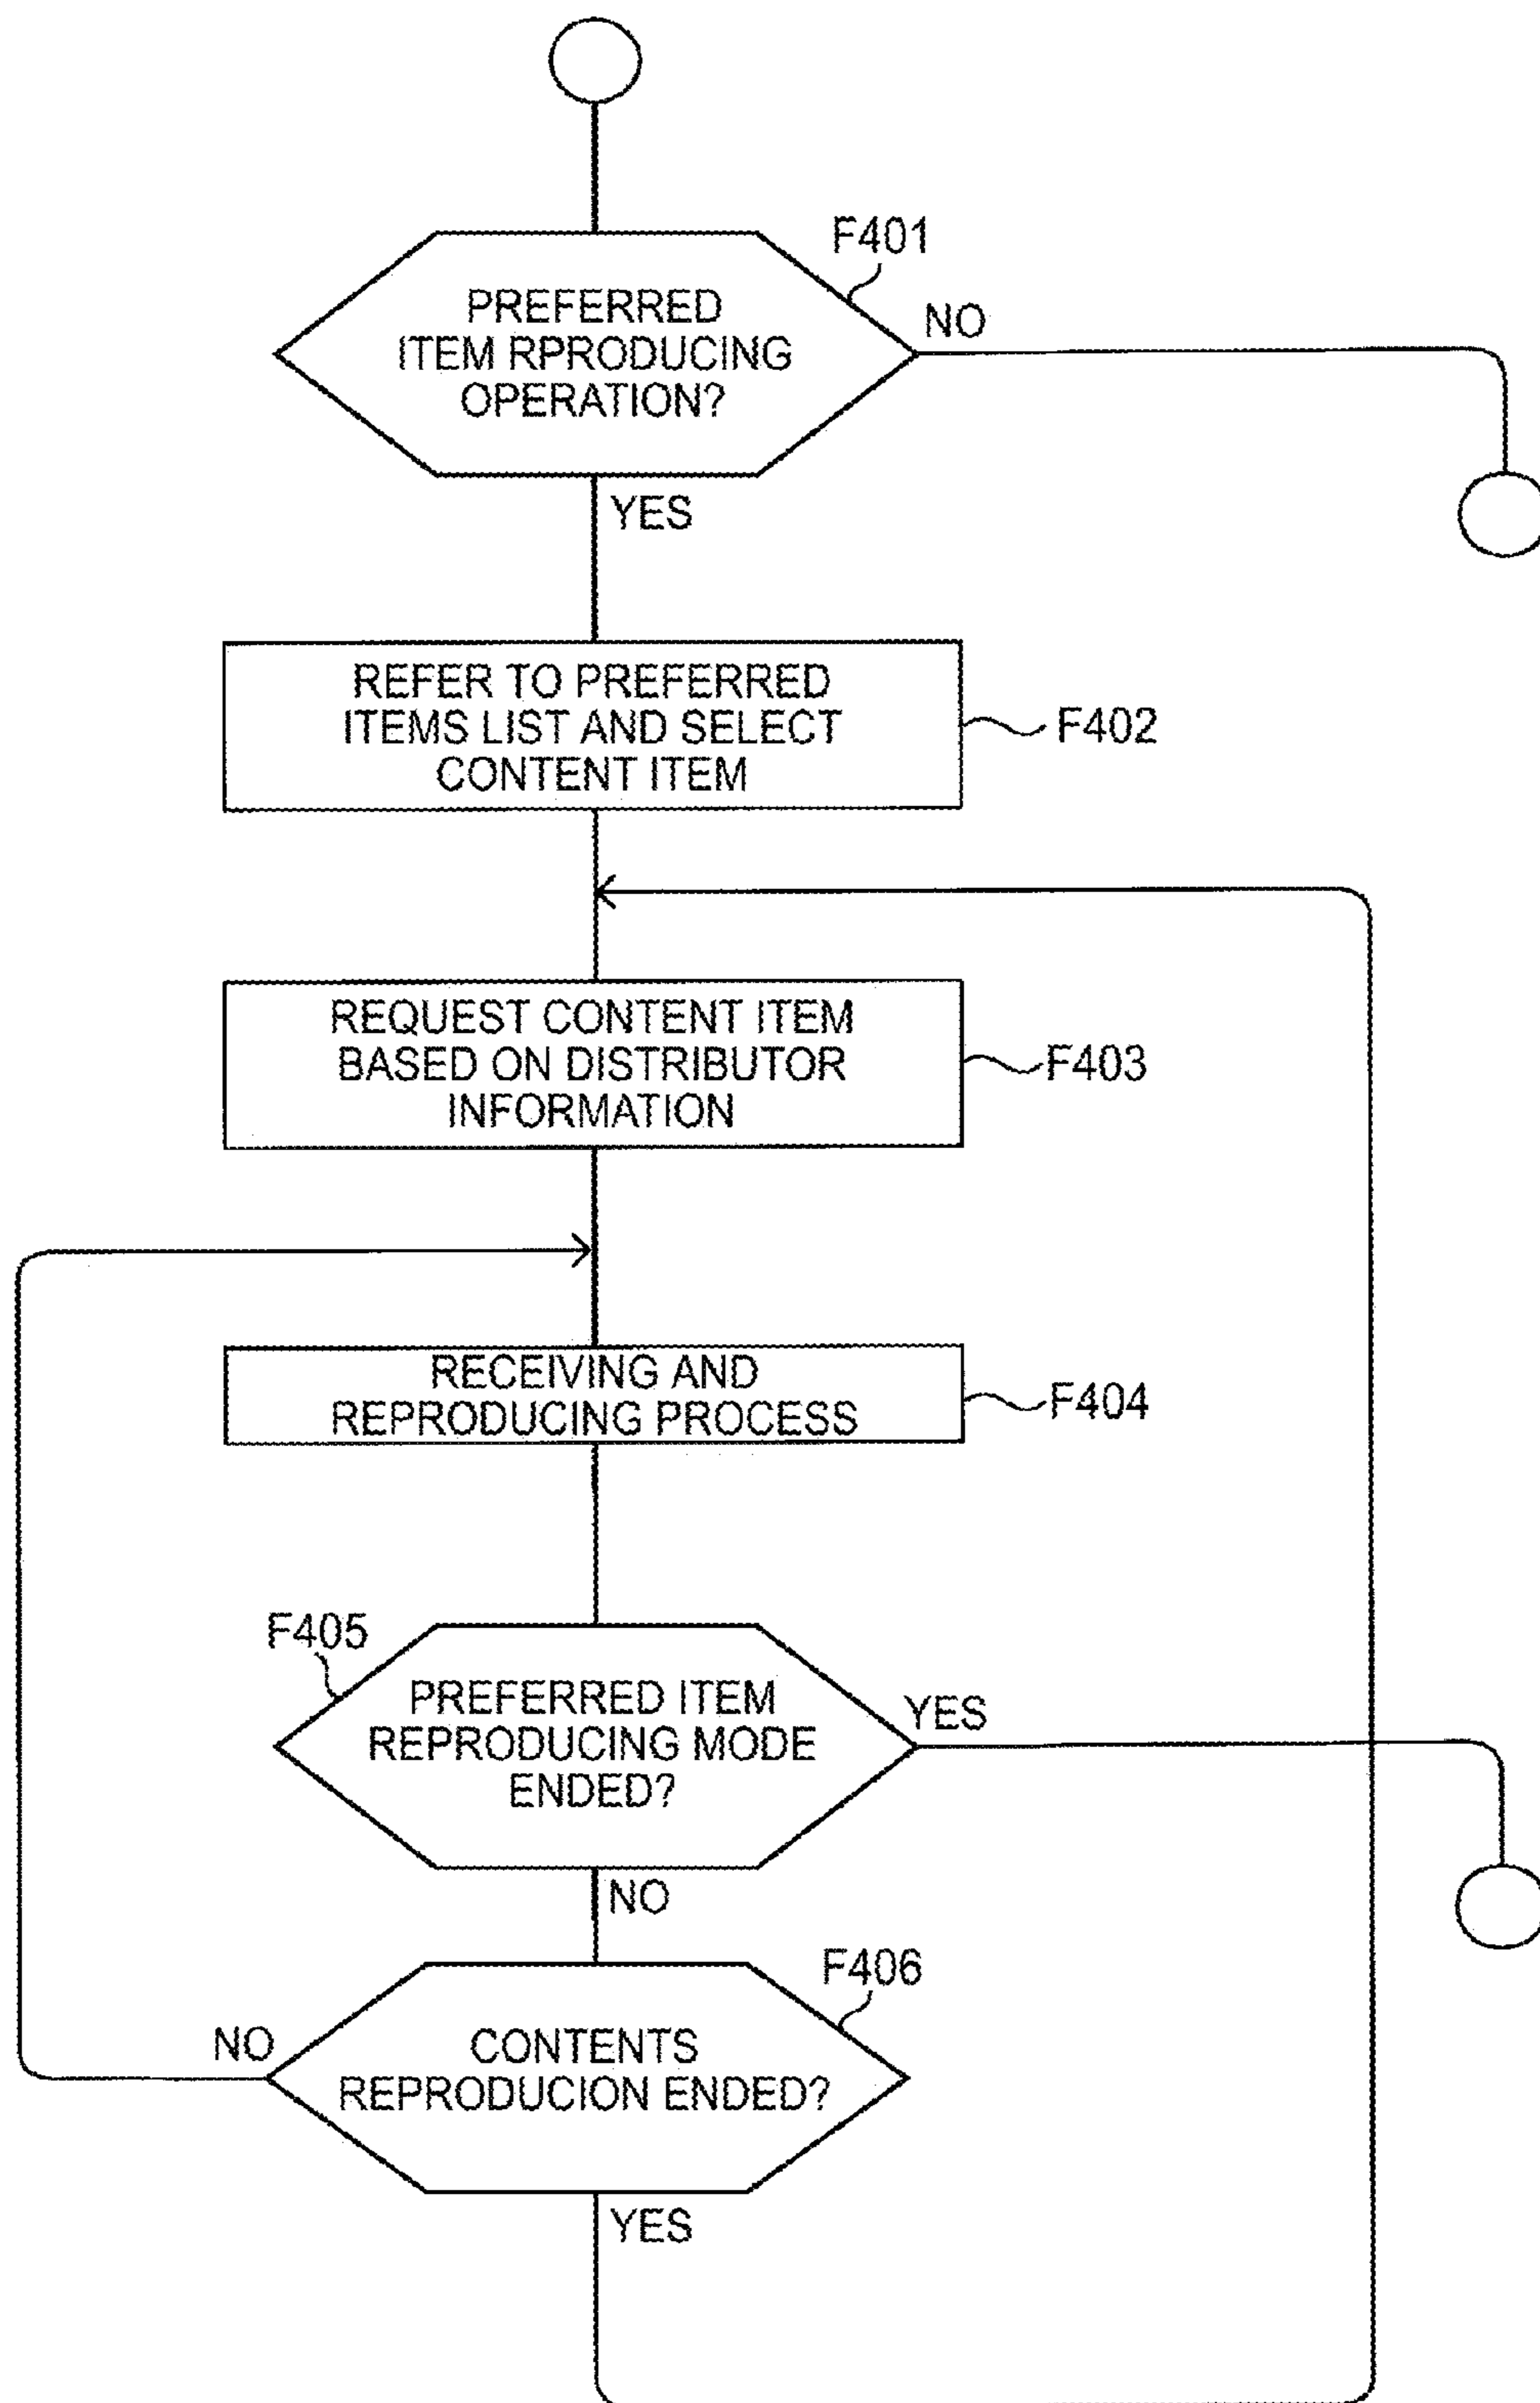 F401
PREFERRED
ITEM RPRODUCING
OPERATION?
NO
YES
REFER TO PREFERRED
ITEMS LIST AND SELECT
CONTENT ITEM
F402
REQUEST CONTENT ITEM
BASED ON DISTRIBUTOR
INFORMATION
F403
RECEIVING AND
REPRODUCING PROCESS
F404
F405
PREFERRED ITEM
REPRODUCING MODE
ENDED?
YES
NO
F406
CONTENTS
REPRODUCION ENDED?
NO
YES